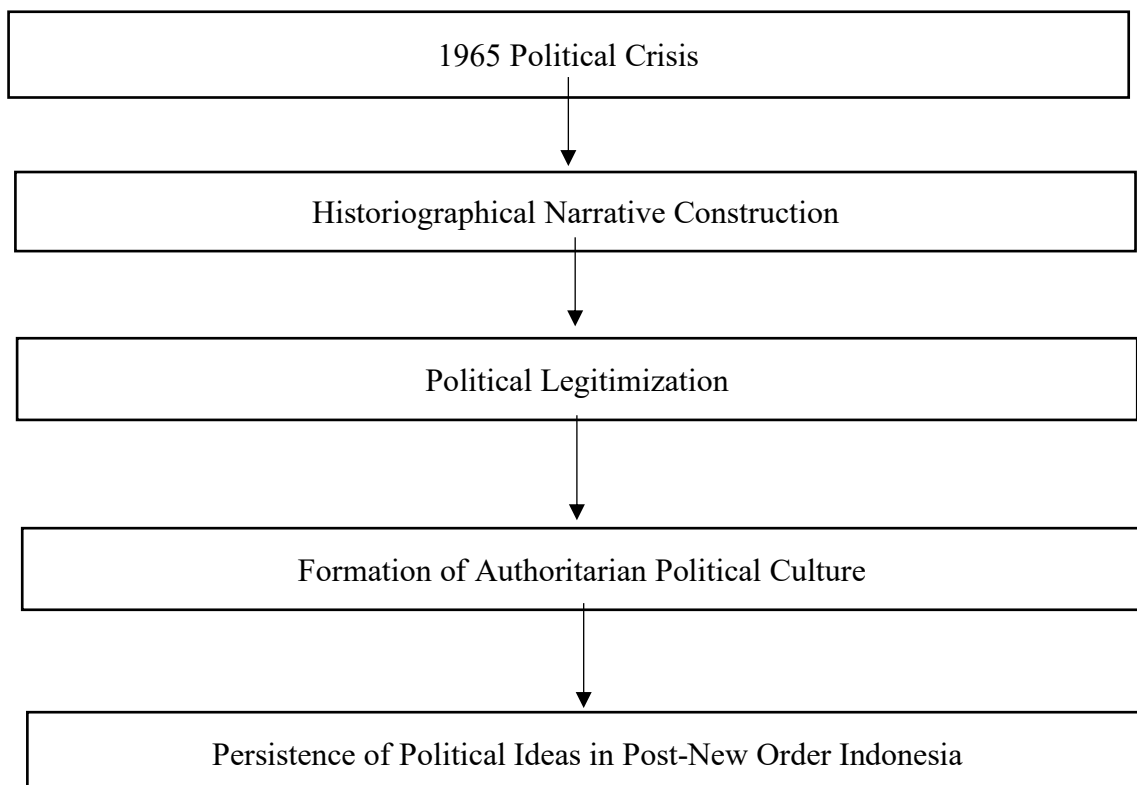 1965 Political Crisis
Historiographical Narrative Construction
Political Legitimization
Formation of Authoritarian Political Culture
Persistence of Political Ideas in Post-New Order Indonesia